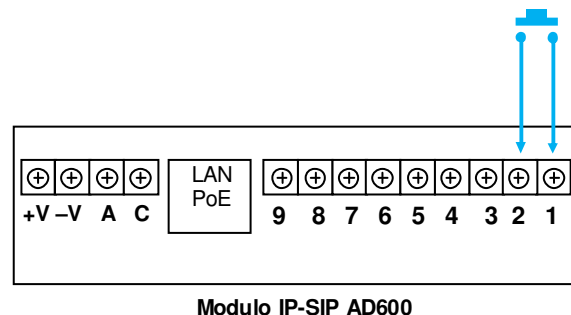 LAN
PoE
+V –V A C
9 8 7 6 5 4 3 2 1
Modulo IP-SIP AD600